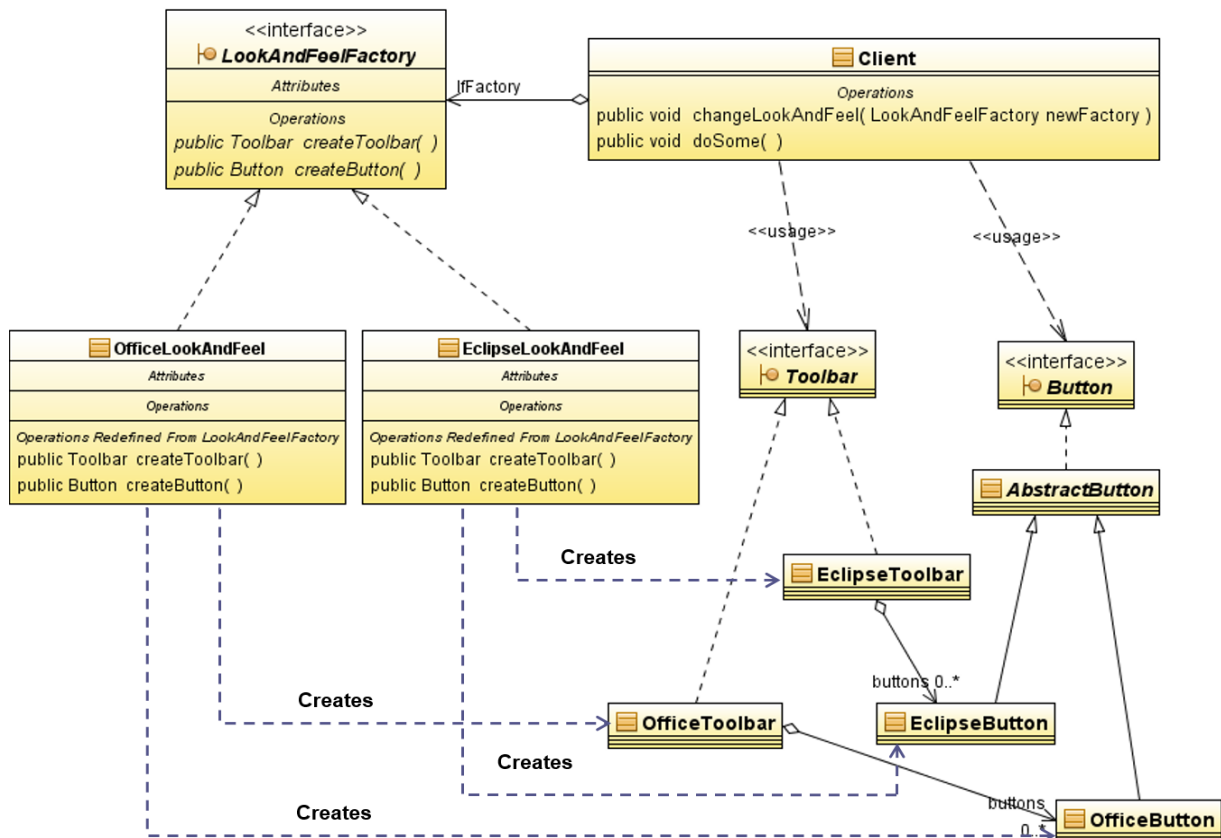 <<interface>>
LookAndFeelFactory
Attributes
Operations
public Toolbar createToolbar( )
public Button createButton( )
lfFactory
Client
Operations
public void changeLookAndFeel( LookAndFeelFactory newFactory )
public void doSome( )
<<usage>>
<<usage>>
OfficeLookAndFeel
Attributes
Operations
Operations Redefined From LookAndFeelFactory
public Toolbar createToolbar( )
public Button createButton( )
EclipseLookAndFeel
Attributes
Operations
Operations Redefined From LookAndFeelFactory
public Toolbar createToolbar( )
public Button createButton( )
<<interface>>
Toolbar
<<interface>>
Button
AbstractButton
Creates
EclipseToolbar
buttons 0..*
Creates
OfficeToolbar
EclipseButton
Creates
buttons
0..*
Creates
OfficeButton